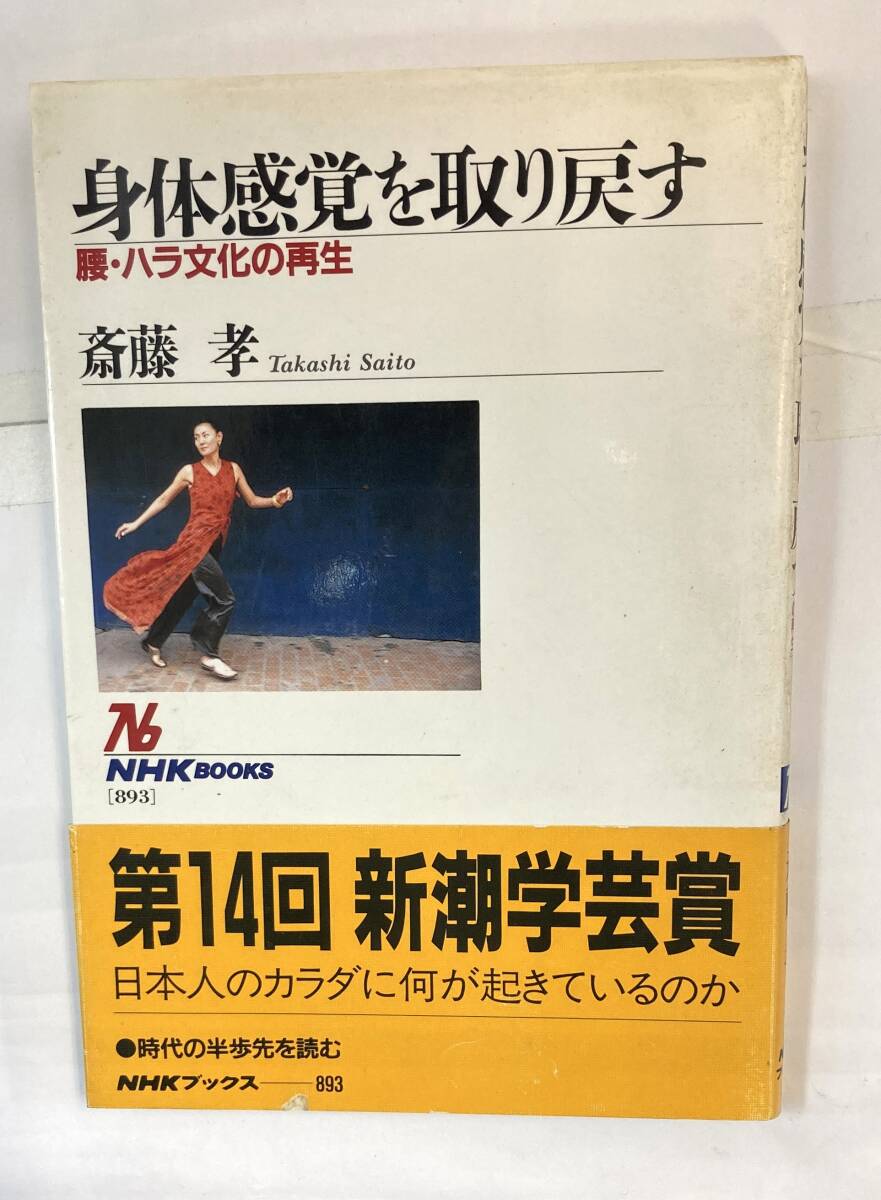 身体感覚を取り戻す
腰・ハラ文化の再生
斎藤 孝 Takashi Saito
NHK BOOKS
[893]
第14回 新潮学芸賞
日本人のカラダに何が起きているのか
●時代の半歩先を読む
NHKブックス——893